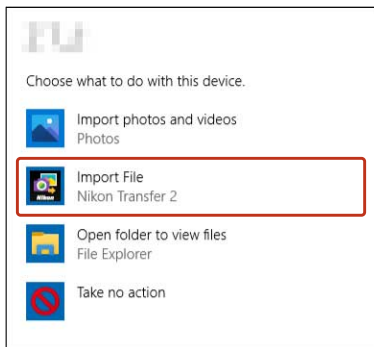 Choose what to do with this device.
Import photos and videos
Photos
Import File
Nikon Transfer 2
Open folder to view files
File Explorer
Take no action